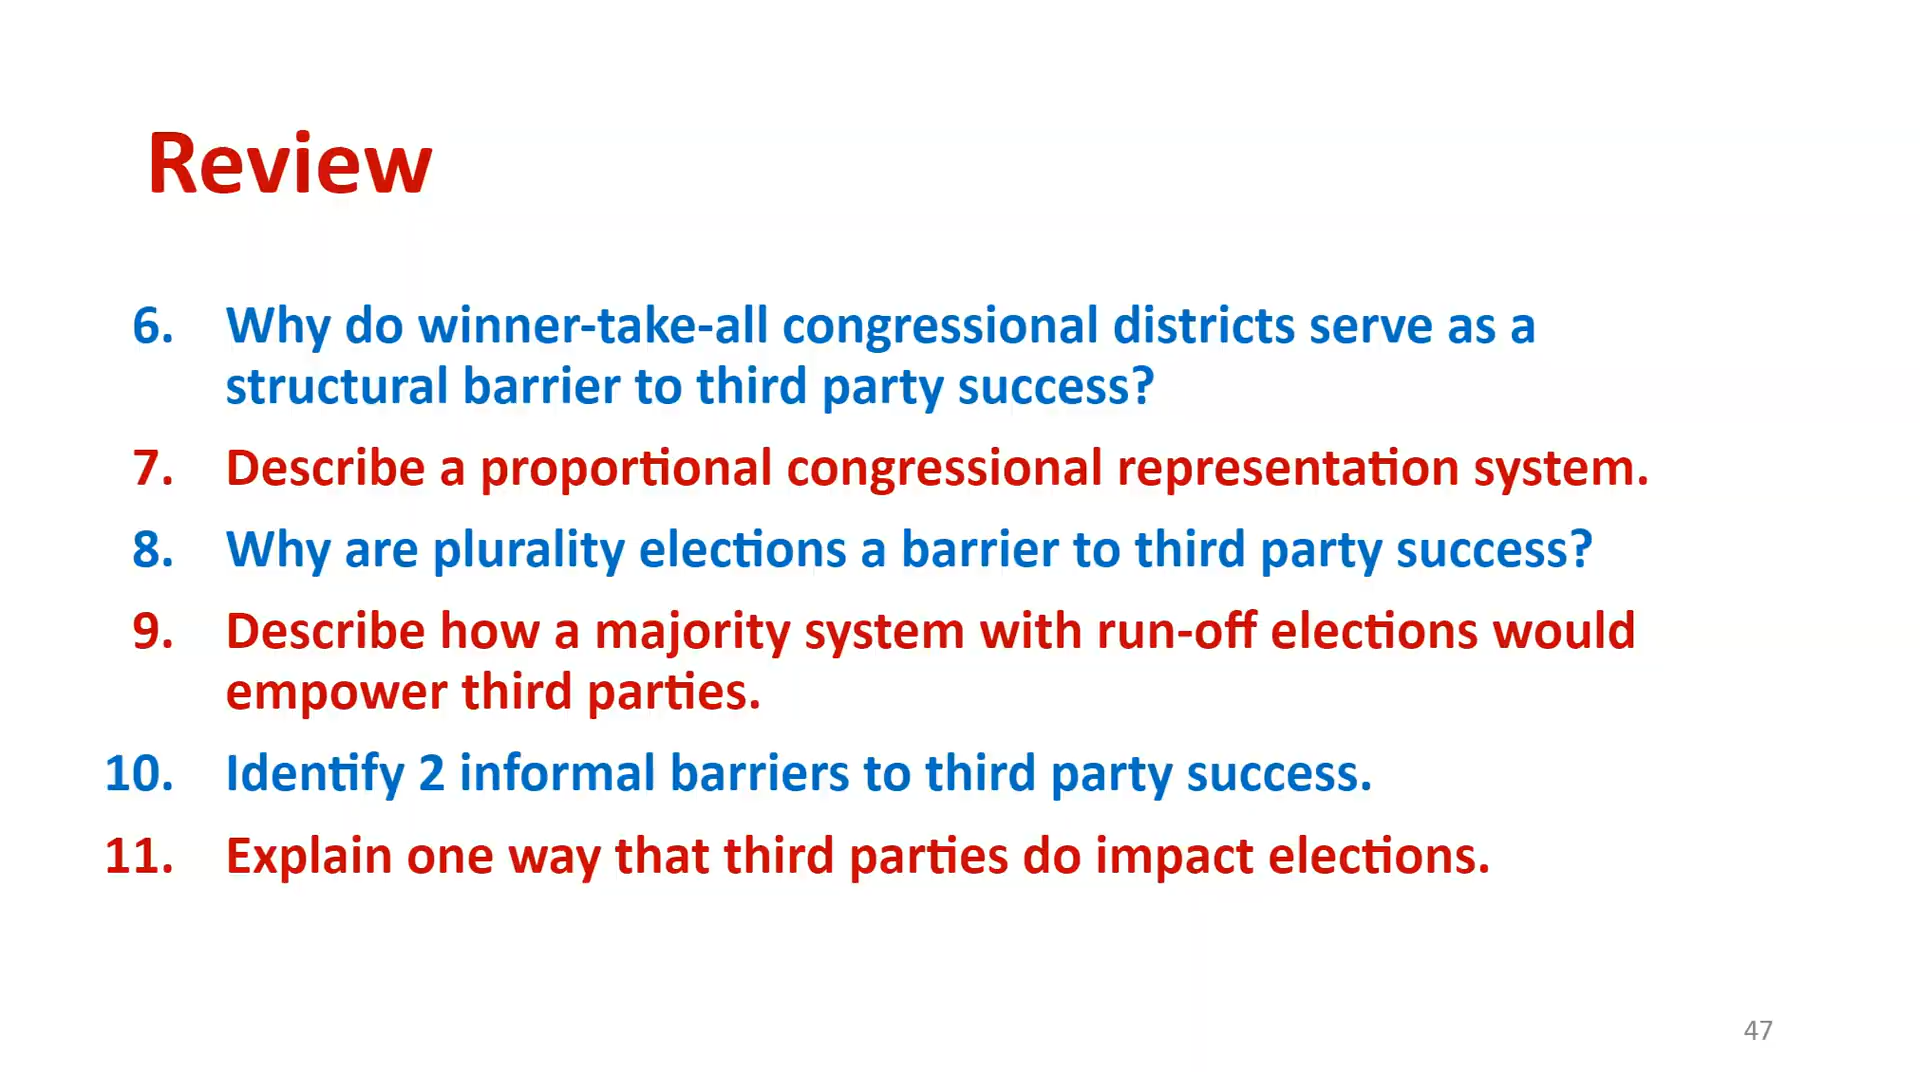 Review
6. Why do winner-take-all congressional districts serve as a
structural barrier to third party success?
7. Describe a proportional congressional representation system.
8. Why are plurality elections a barrier to third party success?
9. Describe how a majority system with run-off elections would
empower third parties.
10. Identify 2 informal barriers to third party success.
11. Explain one way that third parties do impact elections.
47